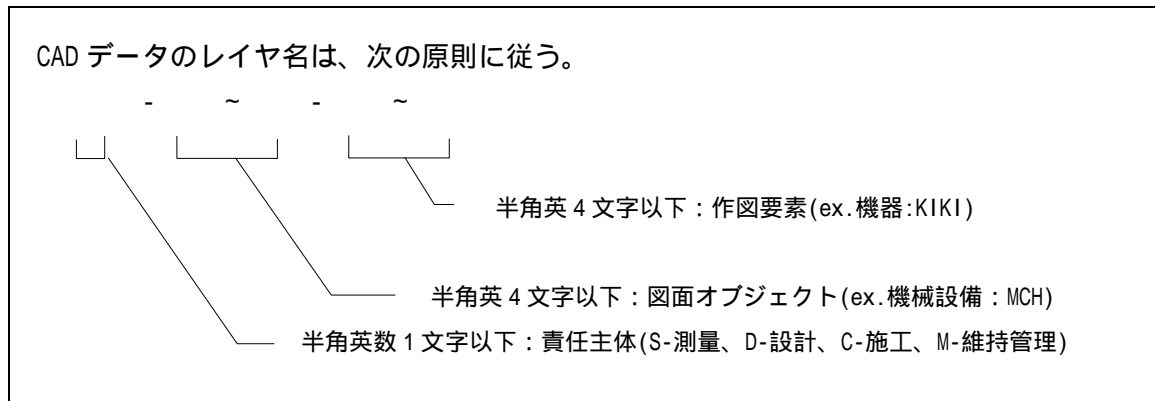 CAD データのレイヤ名は、次の原則に従う。
- ~ - ~
半角英 4 文字以下：作図要素(ex.機器:KIKI)
半角英 4 文字以下：図面オブジェクト(ex.機械設備：MCH)
半角英数 1 文字以下：責任主体(S-測量、D-設計、C-施工、M-維持管理)